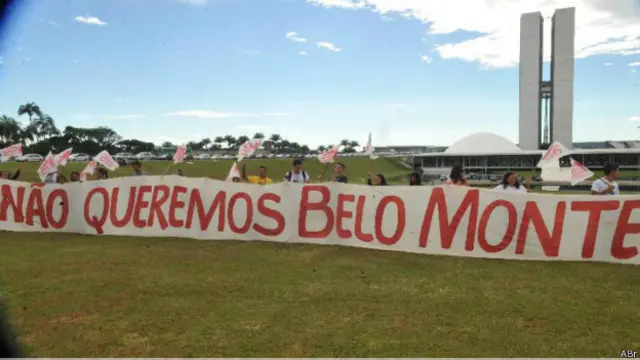 NÃO QUEREMOS BELO MONTE
ABr